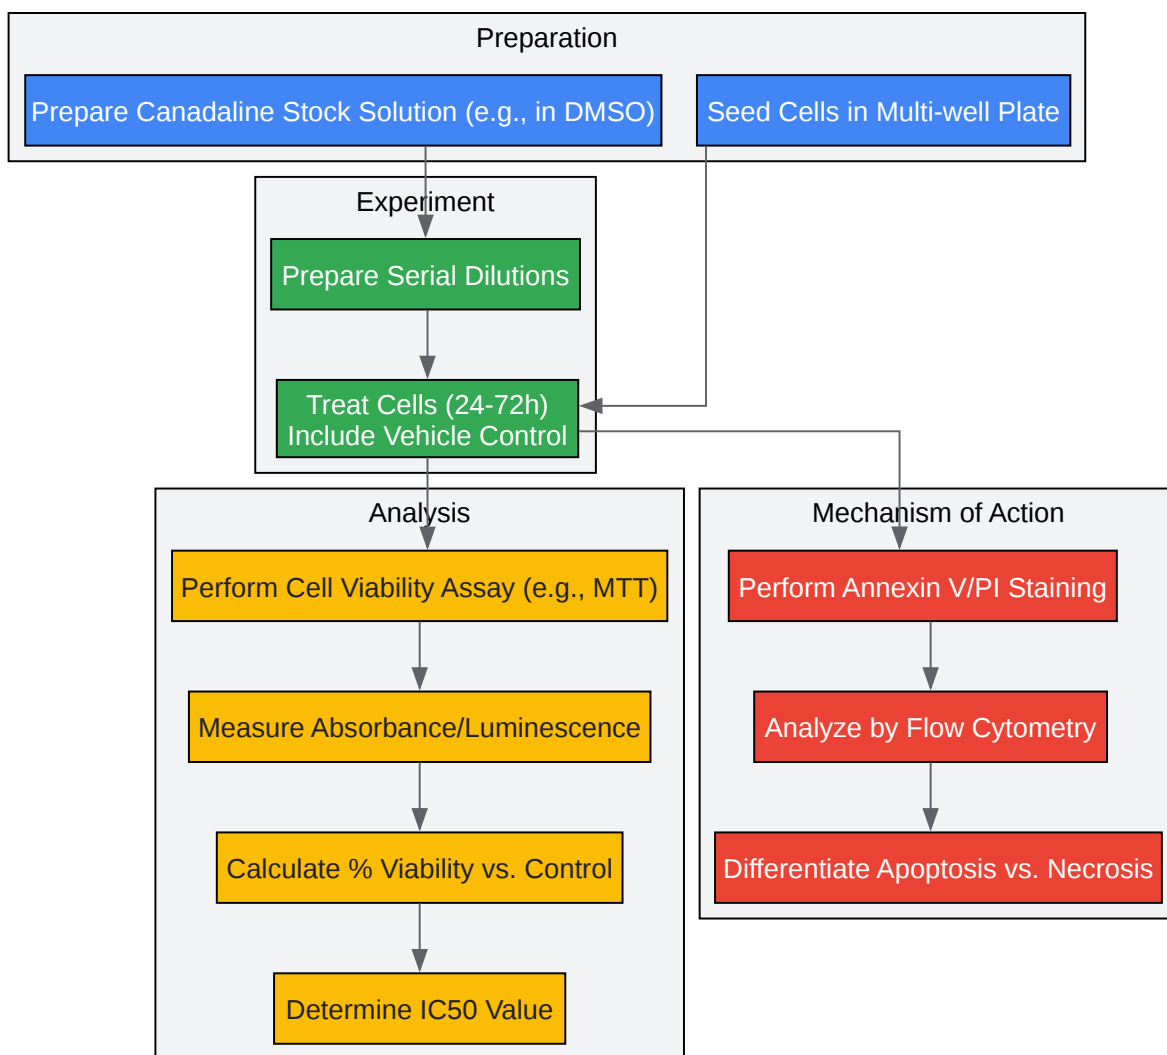 Preparation
Prepare Canadaline Stock Solution (e.g., in DMSO)
Seed Cells in Multi-well Plate
Experiment
Prepare Serial Dilutions
Treat Cells (24-72h)
Include Vehicle Control
Analysis
Perform Cell Viability Assay (e.g., MTT)
Measure Absorbance/Luminescence
Calculate % Viability vs. Control
Determine IC50 Value
Mechanism of Action
Perform Annexin V/PI Staining
Analyze by Flow Cytometry
Differentiate Apoptosis vs. Necrosis